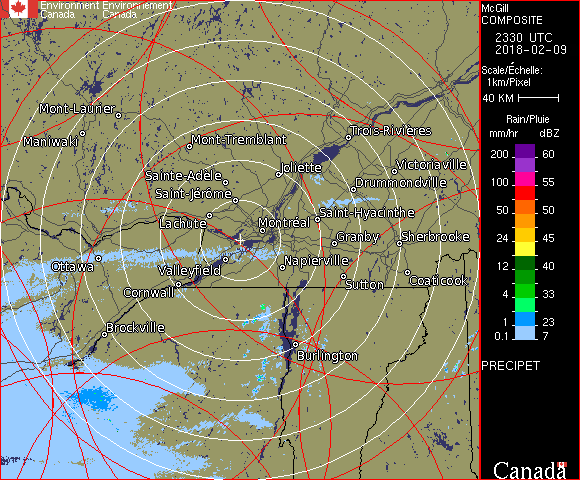 Environment Environnement
Canada Canada
McGill
COMPOSITE
2330 UTC
2018-02-09
Scale/Échelle:
1km/Pixel
40 KM
Rain/Pluie
mm/hr dBZ
200 60
100 55
50 50
24 45
12 40
4 33
1 23
0.1 7
PRECIPET
Canada
Mont-Laurier
Maniwaki
Mont-Tremblant
Trois-Rivières
Joliette
Victoriaville
Sainte-Adèle
Drummondville
Saint-Jérôme
Saint-Hyacinthe
Lachute
Montréal
Granby
Sherbrooke
Ottawa
Valleyfield
Napierville
Cornwall
Sutton
Coaticook
Brockville
Burlington